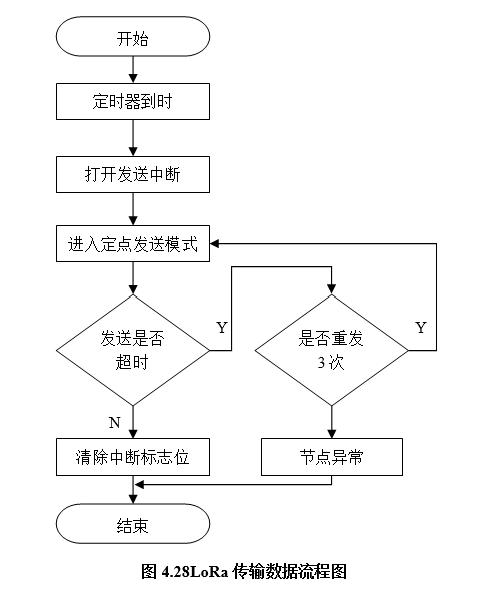 开始
定时器到时
打开发送中断
进入定点发送模式
发送是否
超时
Y
是否重发
3 次
Y
N
清除中断标志位
节点异常
结束
图 4.28LoRa 传输数据流程图